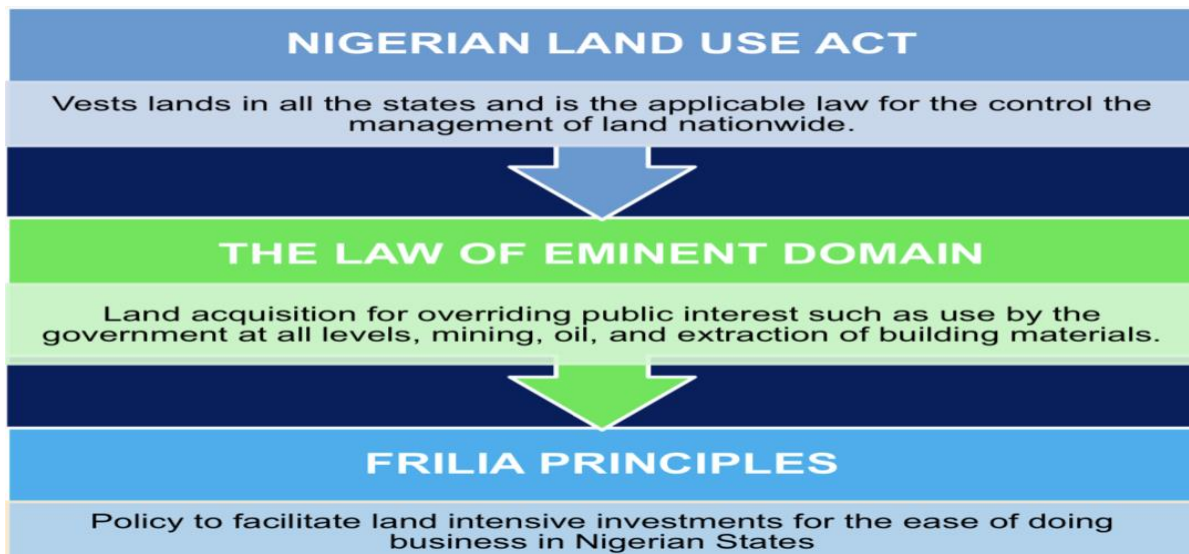 NIGERIAN LAND USE ACT
Vests lands in all the states and is the applicable law for the control the
management of land nationwide.
THE LAW OF EMINENT DOMAIN
Land acquisition for overriding public interest such as use by the
government at all levels, mining, oil, and extraction of building materials.
FRILIA PRINCIPLES
Policy to facilitate land intensive investments for the ease of doing
business in Nigerian States